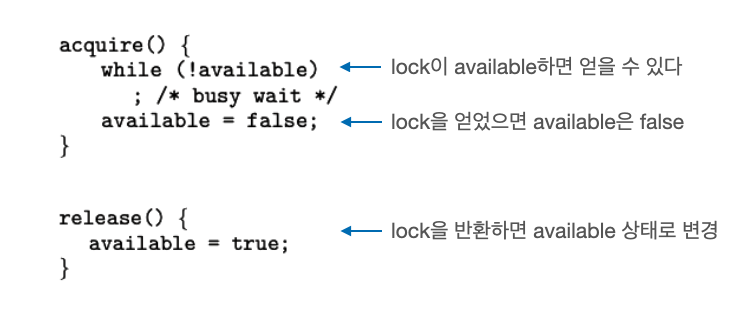 acquire() {
while (!available)
lock이 available하면 얻을 수 있다
; /* busy wait */
available = false;
lock을 얻었으면 available은 false
}
release() {
lock을 반환하면 available 상태로 변경
available = true;
}